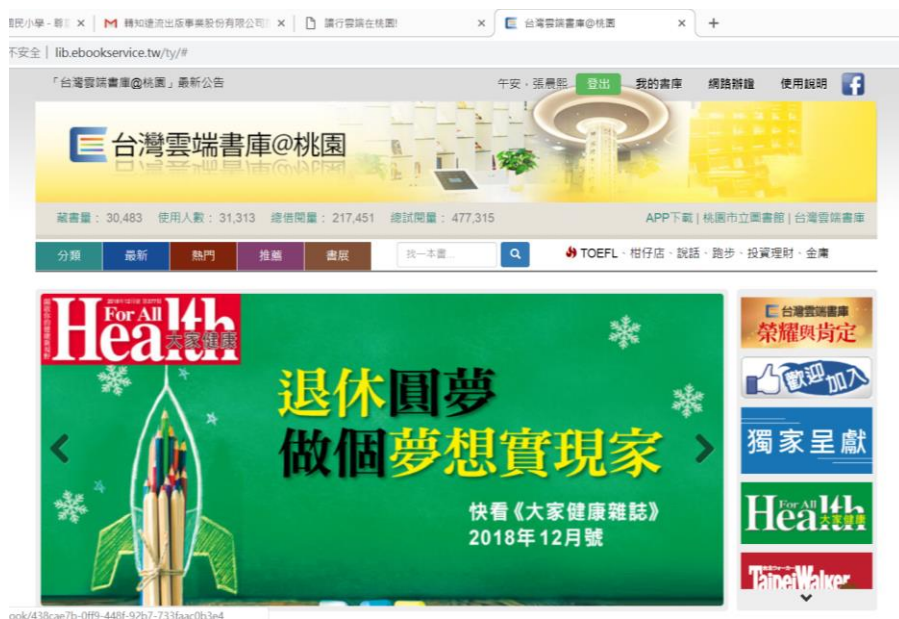 國民小學 - 群
轉知遠流出版事業股份有限公司
讀行雲端在桃園!
台灣雲端書庫@桃園
不安全 | lib.ebookservice.tw/ty/#
「台灣雲端書庫@桃園」最新公告
午安,張晨熙 登出 我的書庫 網路辦證 使用說明
台灣雲端書庫@桃園
藏書量: 30,483 使用人數: 31,313 總借閱量: 217,451 總試閱量: 477,315
APP下載 | 桃園市立圖書館 | 台灣雲端書庫
分類 最新 熱門 推薦 書展 找一本書... TOEFL、柑仔店、說話、跑步、投資理財、金庸
For All
Health
大家健康
退休圓夢
做個夢想實現家
快看《大家健康雜誌》
2018年12月號
台灣雲端書庫
榮耀與肯定
歡迎加入
獨家呈獻
For All
Health
大家健康
TaipeiWalker
ook/438cae7b-0ff9-448f-92b7-733faac0b3e4